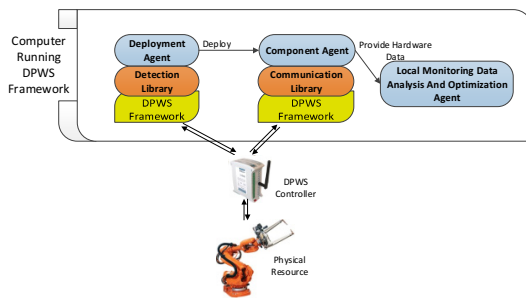 Computer
Running
DPWS
Framework
Deployment
Agent
Detection
Library
DPWS
Framework
Deploy
Component Agent
Communication
Library
DPWS
Framework
Provide Hardware
Data
Local Monitoring Data
Analysis And Optimization
Agent
DPWS
Controller
Physical
Resource